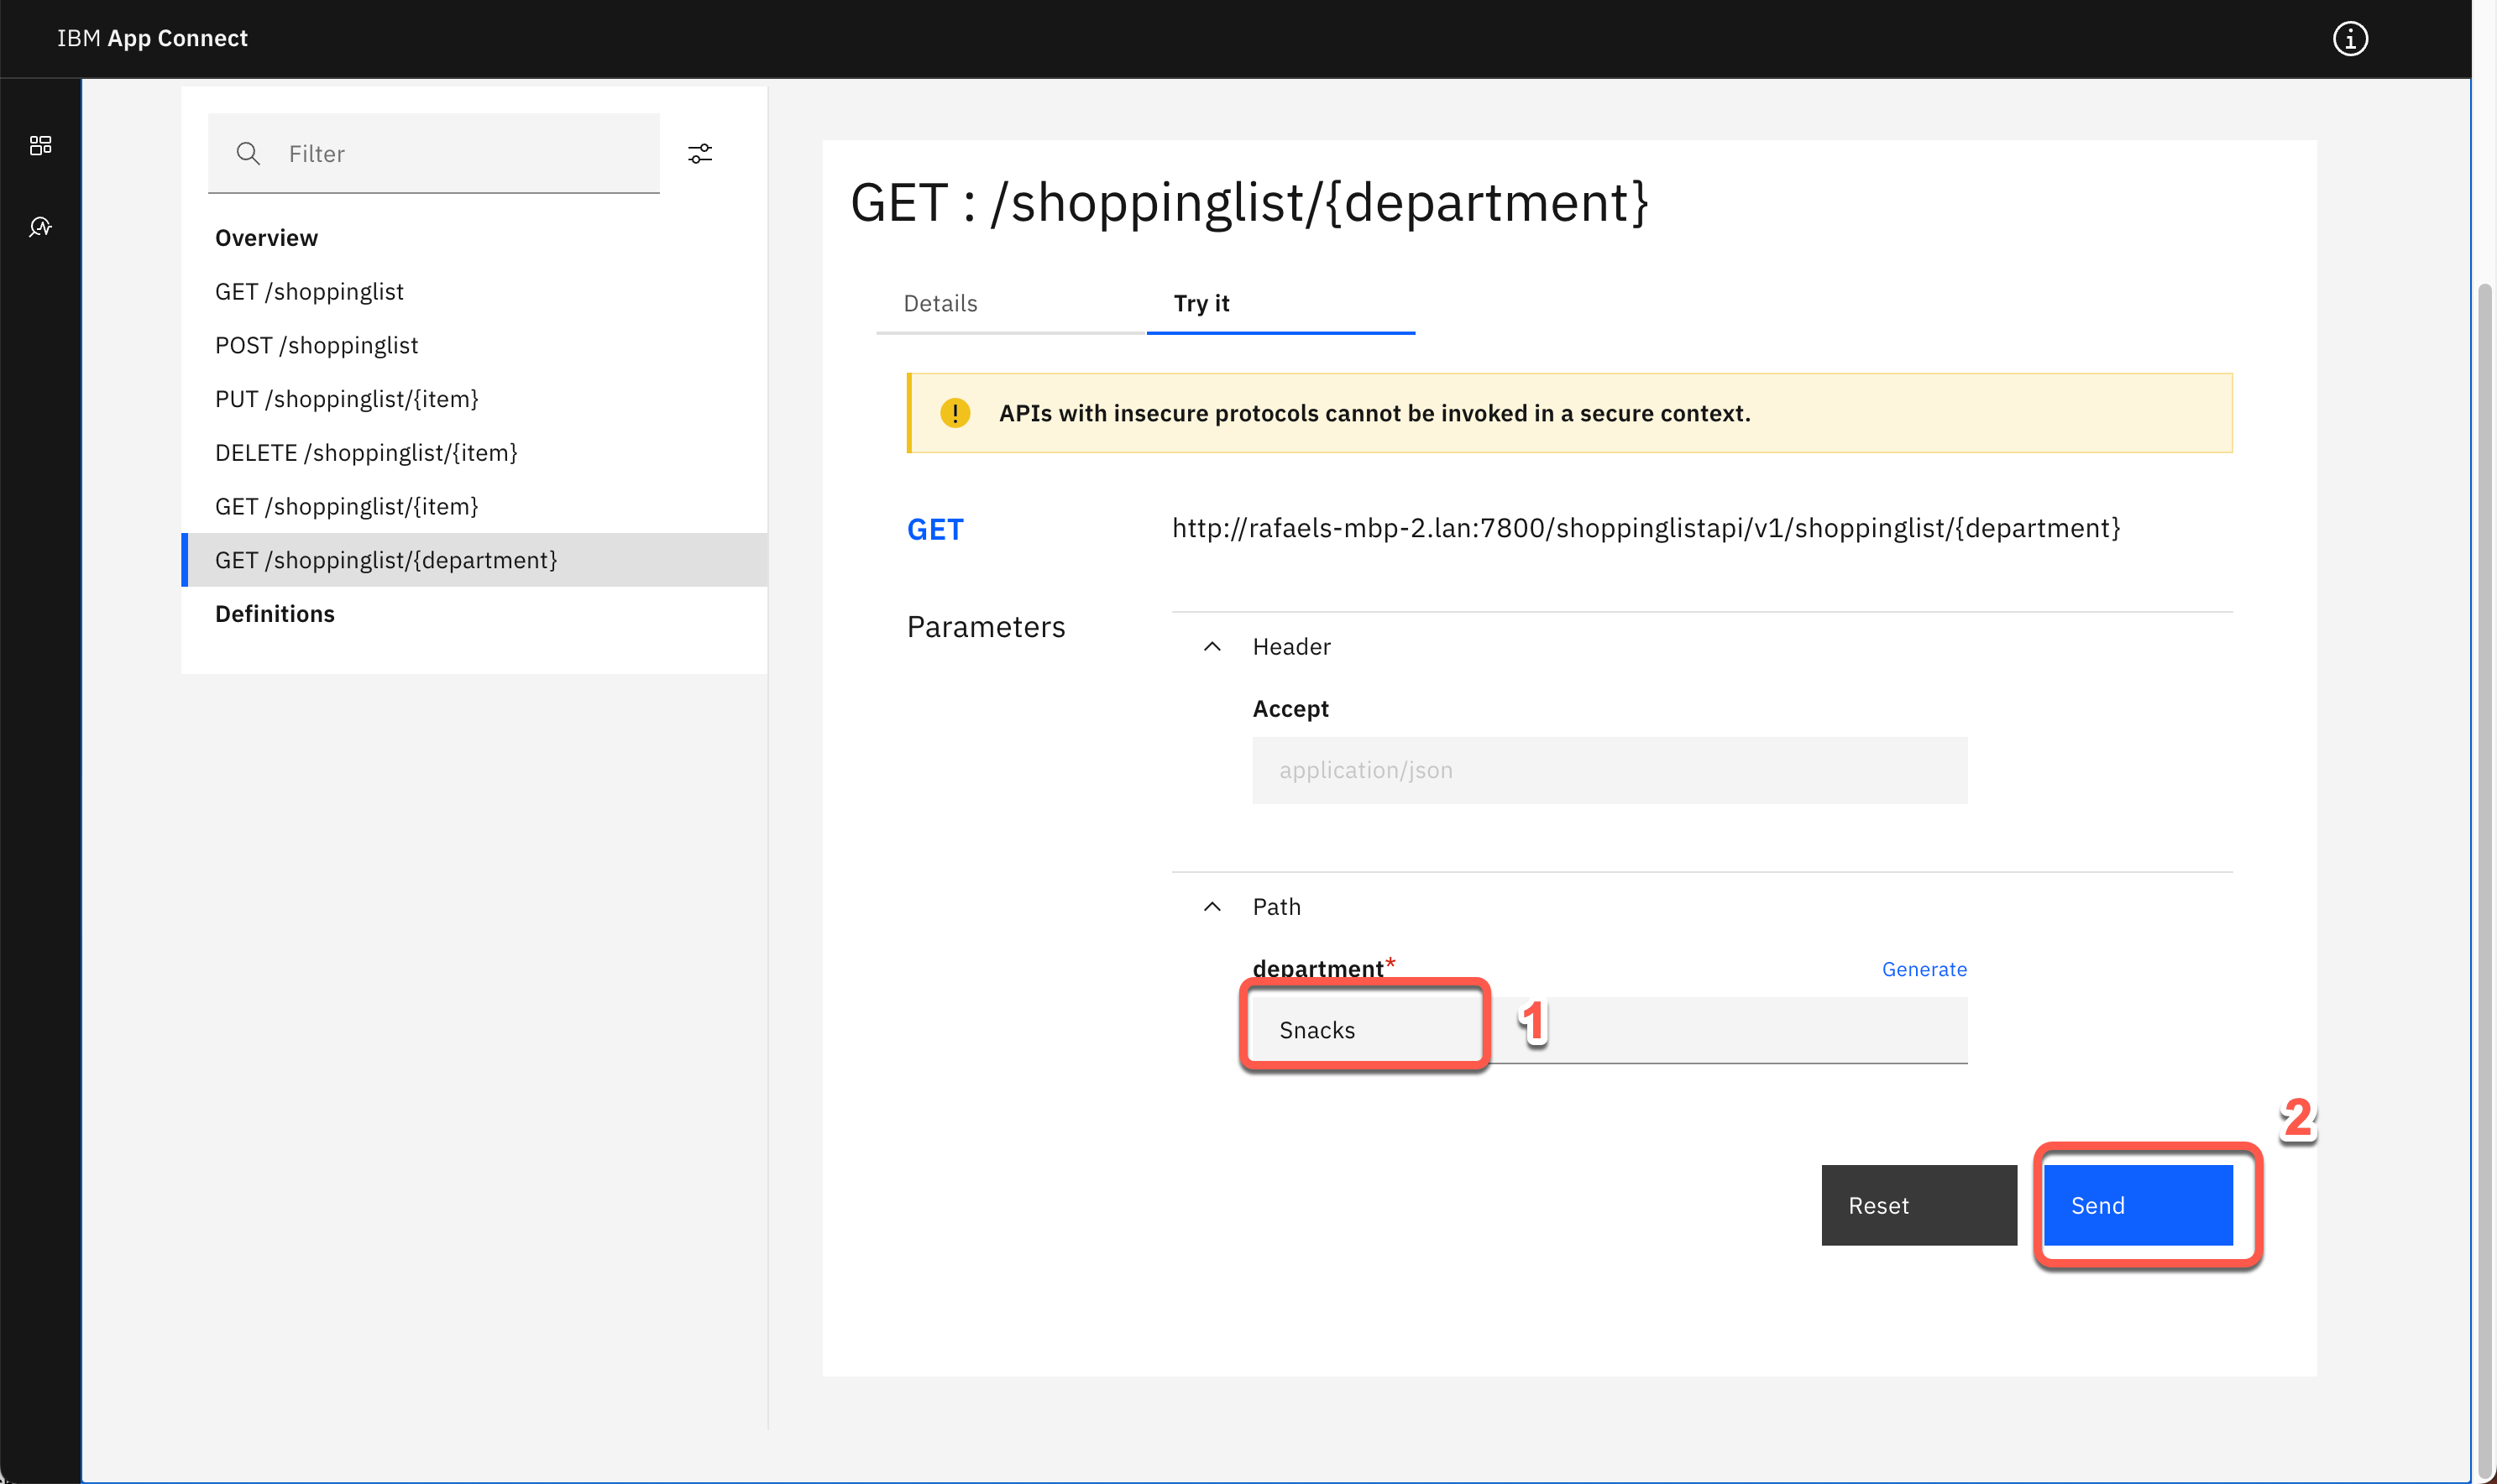 IBM App Connect
Filter
Overview
GET /shoppinglist
POST /shoppinglist
PUT /shoppinglist/{item}
DELETE /shoppinglist/{item}
GET /shoppinglist/{item}
GET /shoppinglist/{department}
Definitions
GET : /shoppinglist/{department}
Details Try it
APIs with insecure protocols cannot be invoked in a secure context.
GET http://rafaels-mbp-2.lan:7800/shoppinglistapi/v1/shoppinglist/{department}
Parameters
Header
Accept
application/json
Path
department* Generate
Snacks 1
2
Reset Send